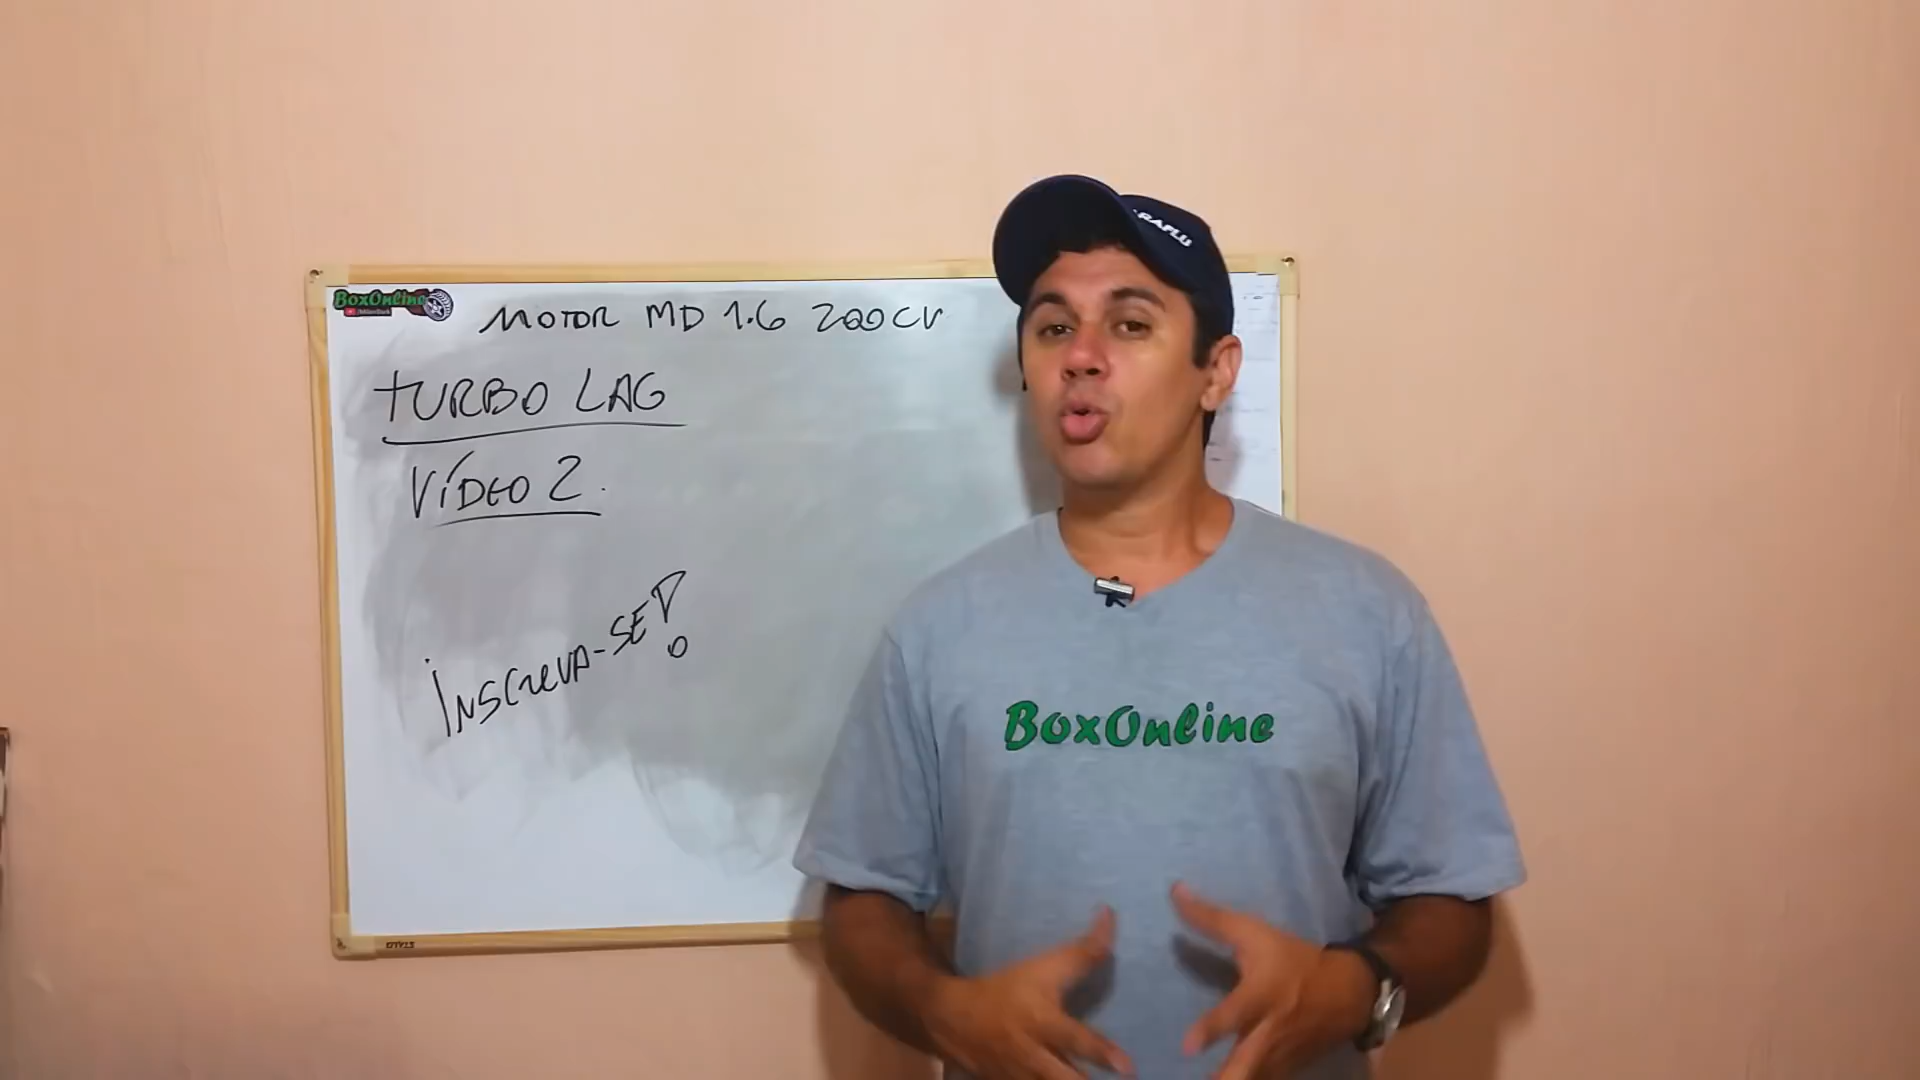 BoxOnline
MOTOR MD 1.6 200CV
TURBO LAG
VÍDEO 2.
INSCREVA-SE!
BoxOnline